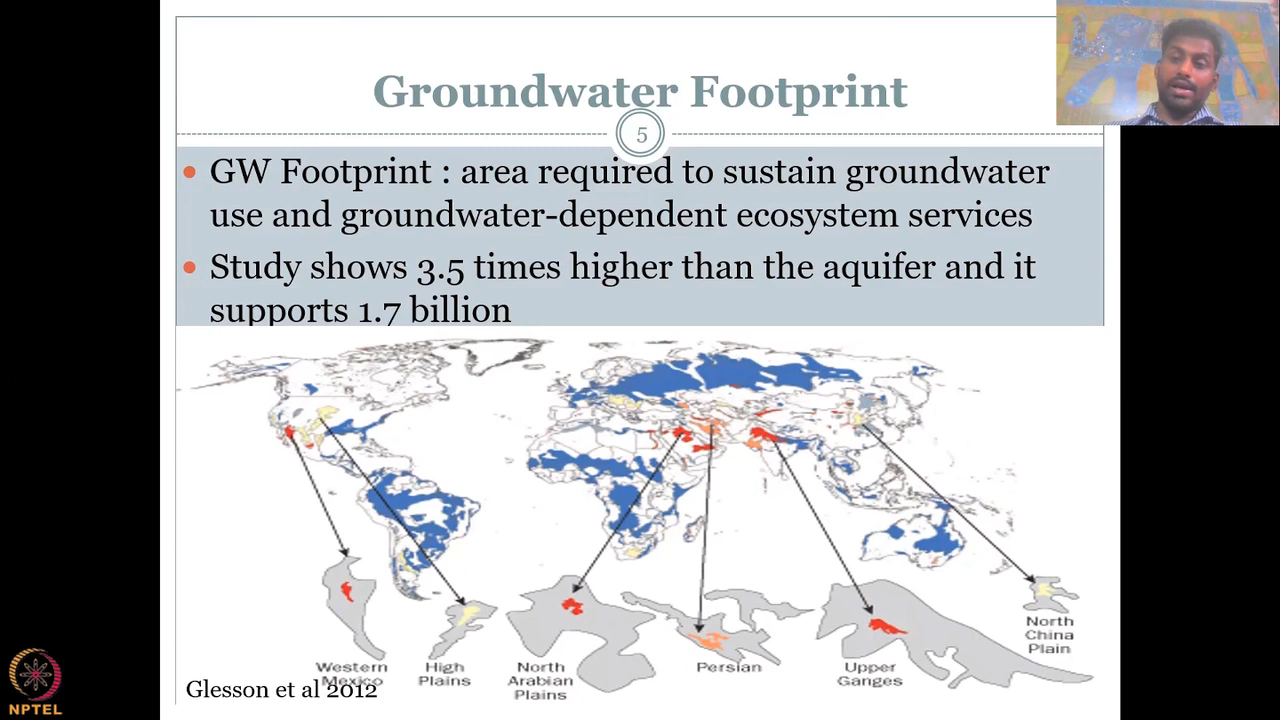 Groundwater Footprint
5
• GW Footprint : area required to sustain groundwater
use and groundwater-dependent ecosystem services
• Study shows 3.5 times higher than the aquifer and it
supports 1.7 billion
Western
Mexico
High
Plains
North
Arabian
Plains
Persian
Upper
Ganges
North
China
Plain
Glesson et al 2012
NPTEL